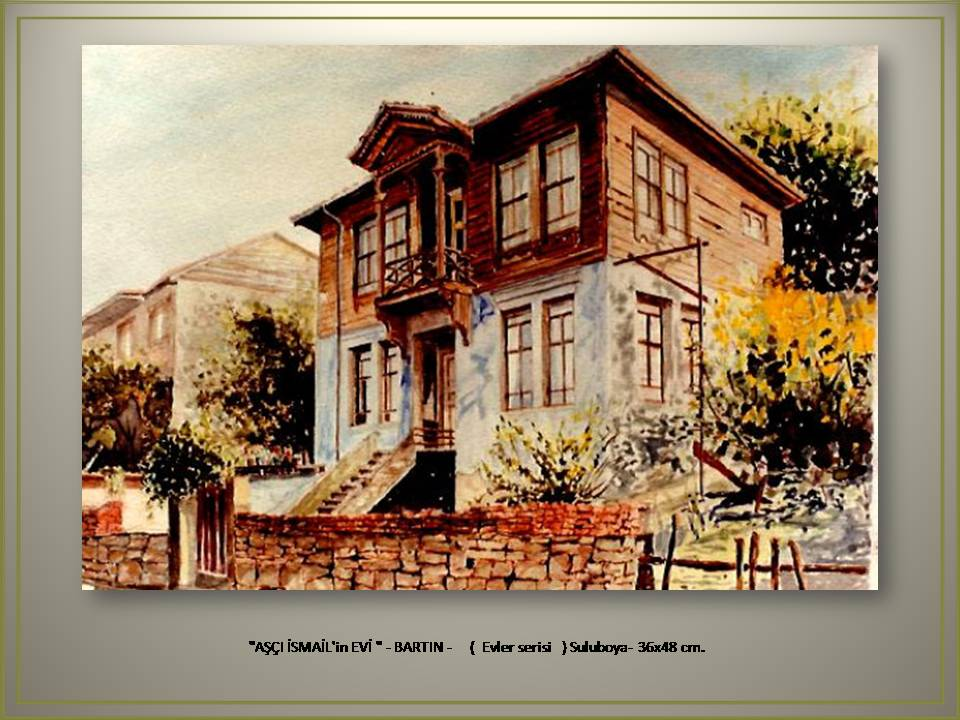 "AŞÇI İSMAİL'in EVİ " - BARTIN -     (  Evler serisi   ) Suluboya- 36x48 cm.